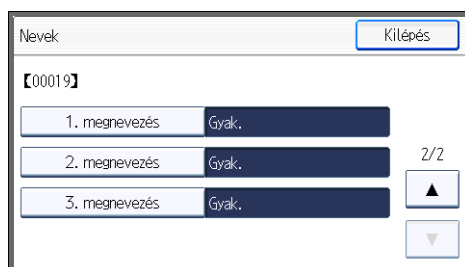 Nevek Kilépés
【00019】
1. megnevezés Gyak.
2. megnevezés Gyak.
3. megnevezés Gyak.
2/2
▲
▼